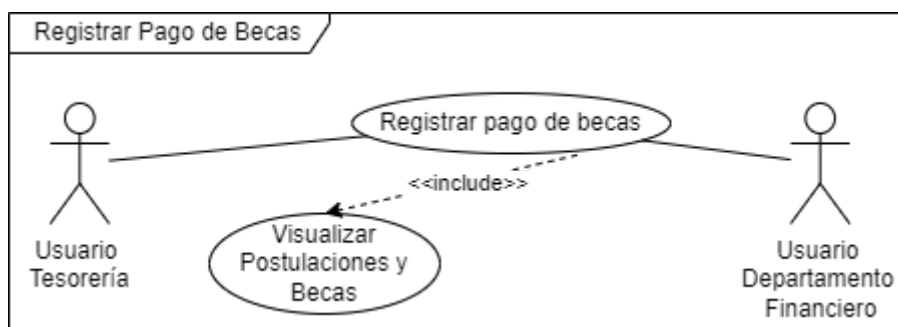 Registrar Pago de Becas
Registrar pago de becas
<<include>>
Visualizar
Postulaciones y
Becas
Usuario
Tesorería
Usuario
Departamento
Financiero